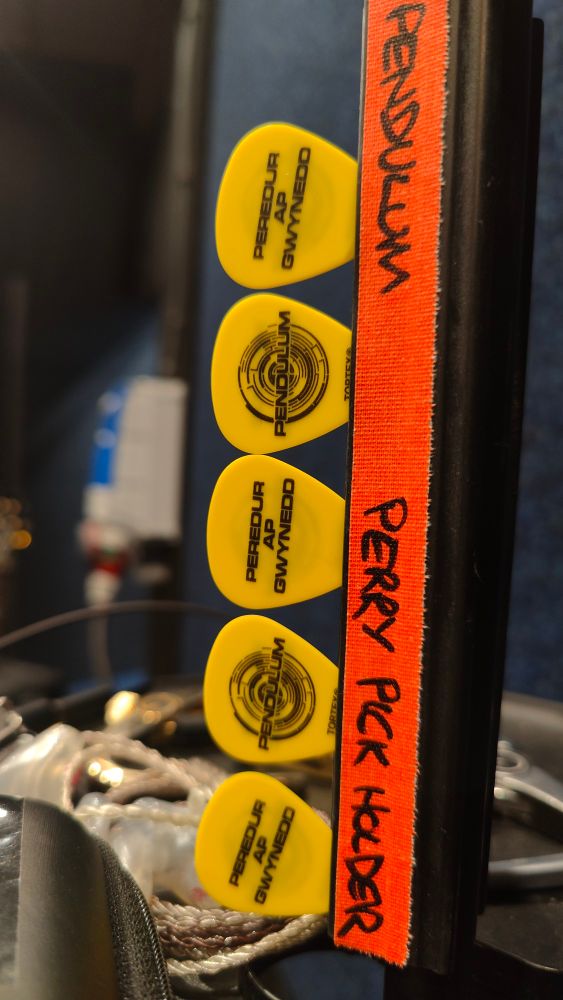 PENDULUM
PERRY PICK HOLDER
PEREDUR
AP
GWYNEDD
PENDULUM
TORTEX®
PEREDUR
AP
GWYNEDD
PENDULUM
TORTEX®
PEREDUR
AP
GWYNEDD